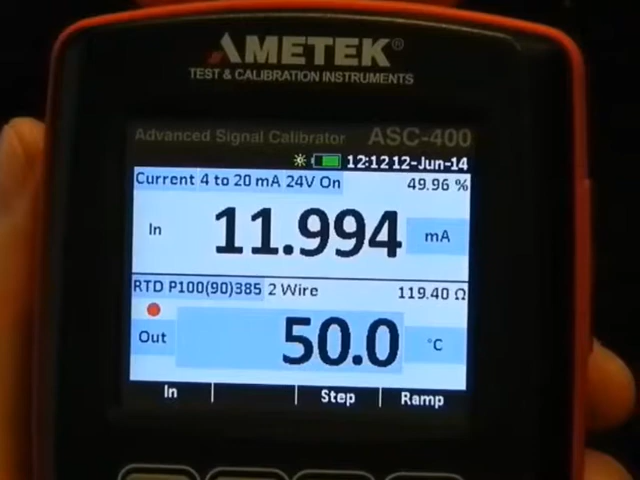 AMETEK®
TEST & CALIBRATION INSTRUMENTS
Advanced Signal Calibrator ASC-400
12:12 12-Jun-14
Current 4 to 20 mA 24V On 49.96 %
In 11.994 mA
RTD P100(90)385 2 Wire 119.40 Ω
Out 50.0 °C
In Step Ramp